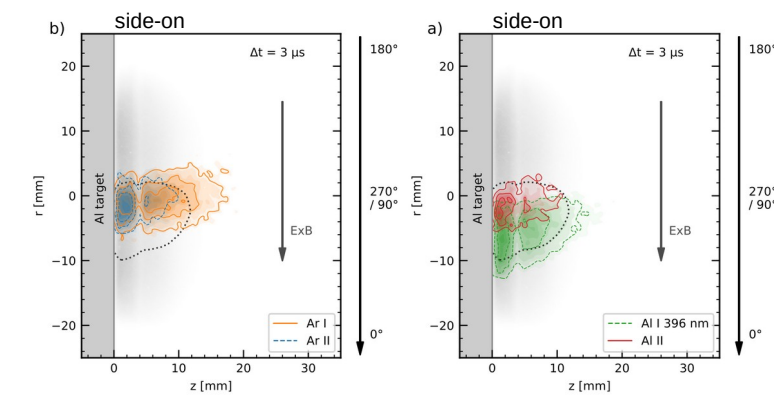 side-on
b)
Δt = 3 μs
180°
20
10
0
−10
−20
r [mm]
Al target
ExB
270°
/ 90°
0°
Ar I
Ar II
0
10
20
30
z [mm]
side-on
a)
Δt = 3 μs
180°
20
10
0
−10
−20
r [mm]
Al target
ExB
270°
/ 90°
0°
Al I 396 nm
Al II
0
10
20
30
z [mm]